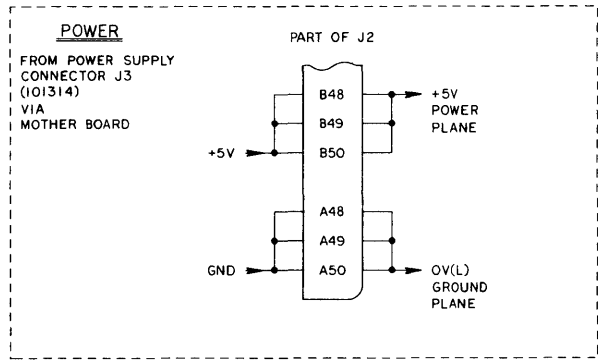 POWER
FROM POWER SUPPLY
CONNECTOR J3
(101314)
VIA
MOTHER BOARD
PART OF J2
B48
B49
B50
+5V
+5V
POWER
PLANE
A48
A49
A50
GND
OV(L)
GROUND
PLANE